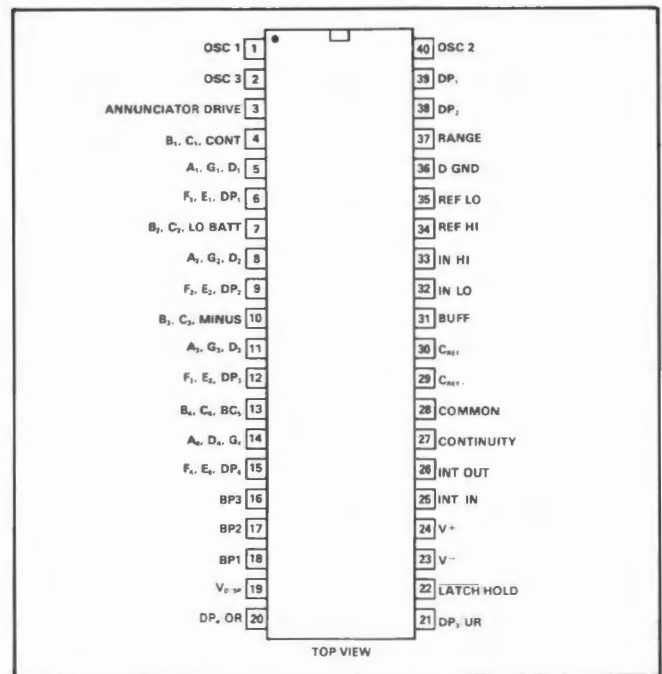 OSC 1 1
OSC 3 2
ANNUNCIATOR DRIVE 3
B₁, C₁, CONT 4
A₁, G₁, D₁ 5
F₁, E₁, DP₁ 6
B₂, C₂, LO BATT 7
A₂, G₂, D₂ 8
F₂, E₂, DP₂ 9
B₃, C₃, MINUS 10
A₃, G₃, D₃ 11
F₃, E₃, DP₃ 12
B₄, C₄, BC₅ 13
A₄, D₄, G₄ 14
F₄, E₄, DP₄ 15
BP3 16
BP2 17
BP1 18
19
DP₄ OR 20
40 OSC 2
39 DP₁
38 DP₂
37 RANGE
36 D GND
35 REF LO
34 REF HI
33 IN HI
32 IN LO
31 BUFF
30
29
28 COMMON
27 CONTINUITY
26 INT OUT
25 INT IN
24 V+
23 V−
22 LATCH HOLD
21 DP₃ UR
TOP VIEW